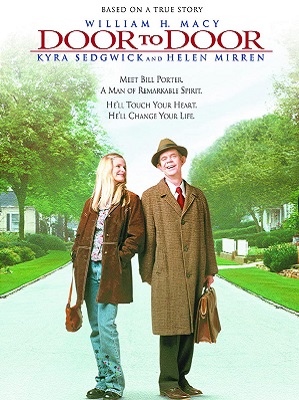 BASED ON A TRUE STORY
WILLIAM H. MACY
DOOR TO DOOR
KYRA SEDGWICK AND HELEN MIRREN
MEET BILL PORTER.
A MAN OF REMARKABLE SPIRIT.
HE'LL TOUCH YOUR HEART.
HE'LL CHANGE YOUR LIFE.